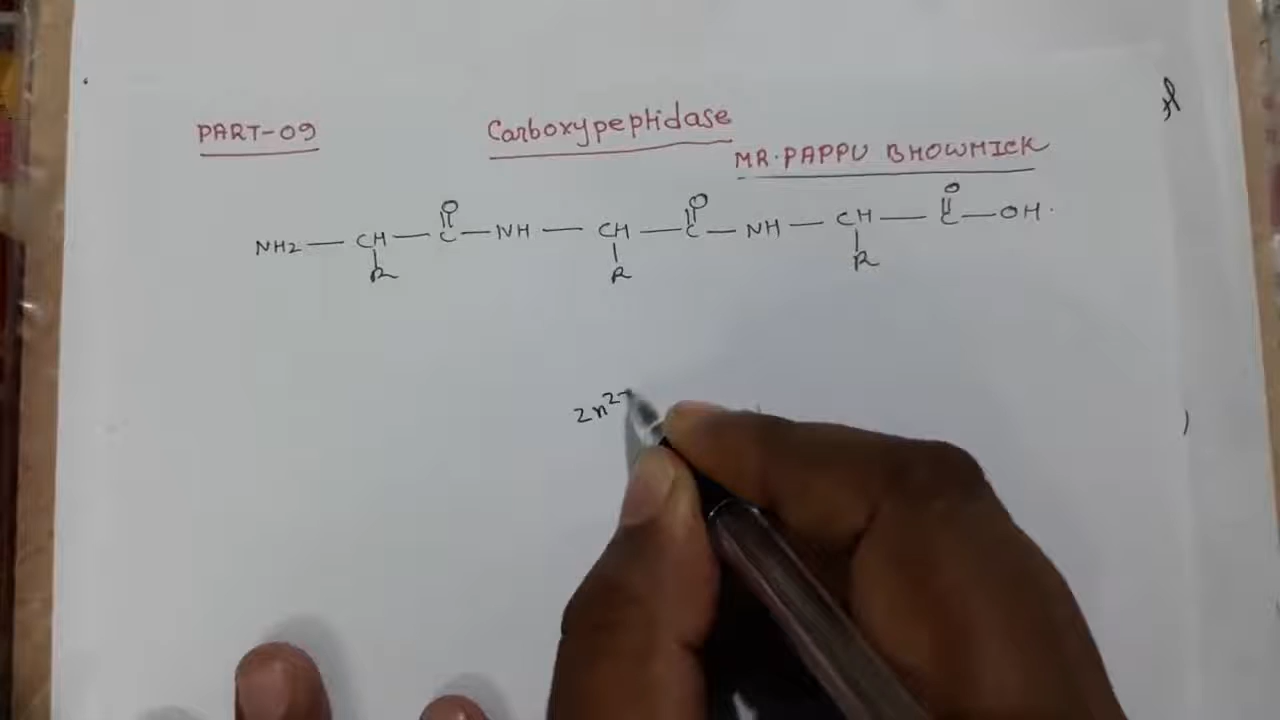 PART-09
Carboxypeptidase
MR. PAPPU BHOWMICK
O O O
NH2 — CH — C — NH — CH — C — NH — CH — C — OH.
R R R
Zn2+